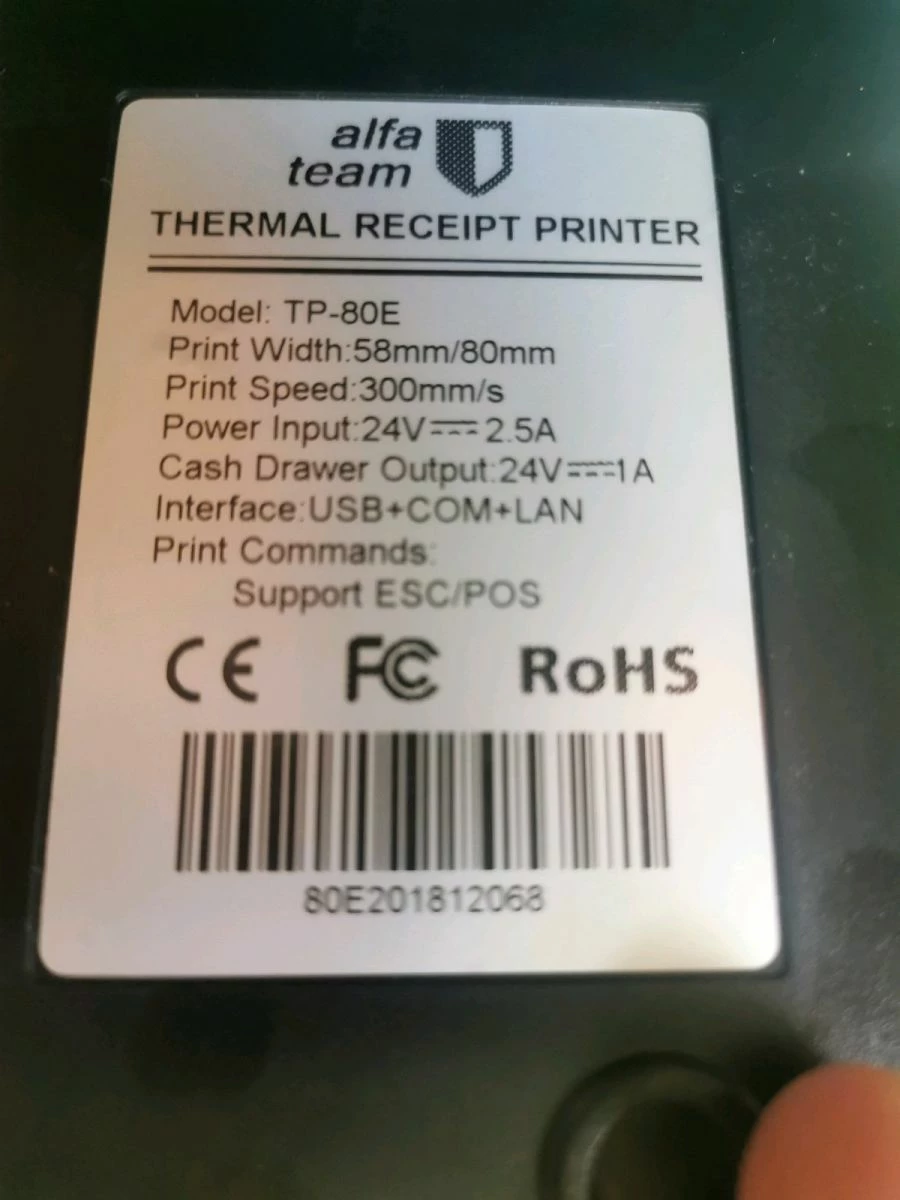 alfa
team
THERMAL RECEIPT PRINTER
Model: TP-80E
Print Width:58mm/80mm
Print Speed:300mm/s
Power Input:24V⎓2.5A
Cash Drawer Output:24V⎓1A
Interface:USB+COM+LAN
Print Commands:
Support ESC/POS
CE FC RoHS
80E201812068